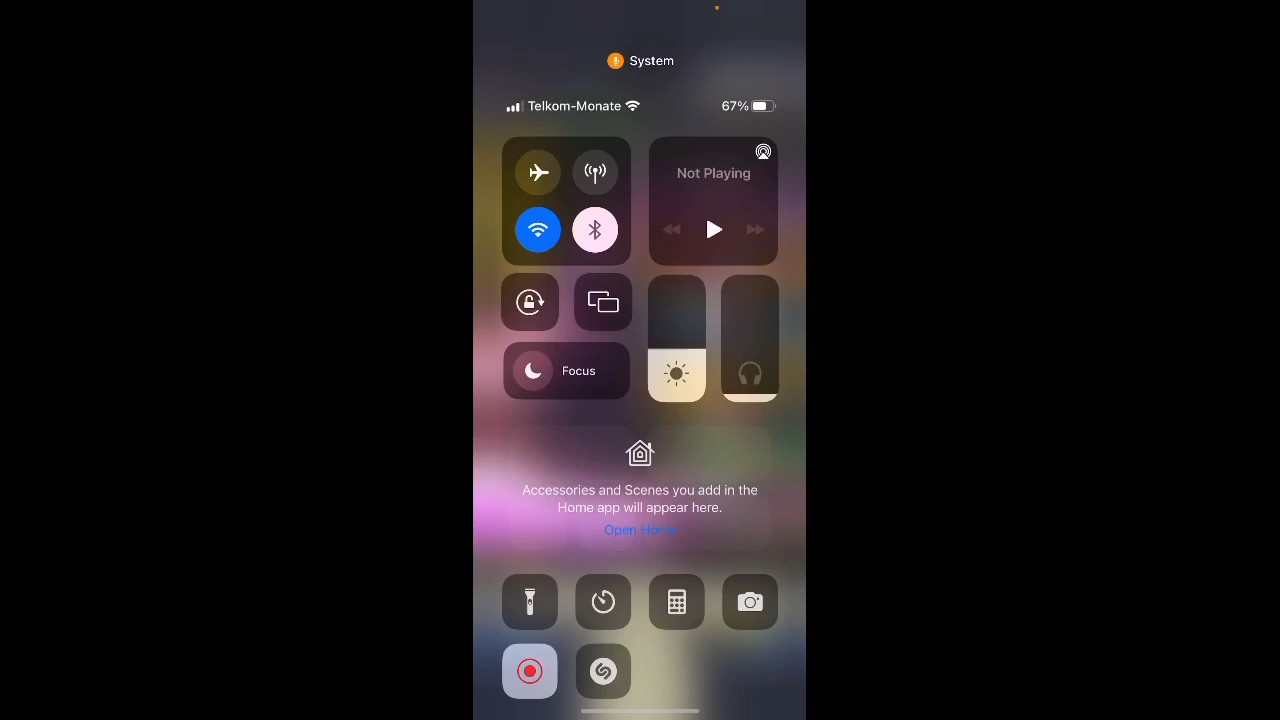 System
Telkom-Monate 67%
Not Playing
Focus
Accessories and Scenes you add in the
Home app will appear here.
Open Home